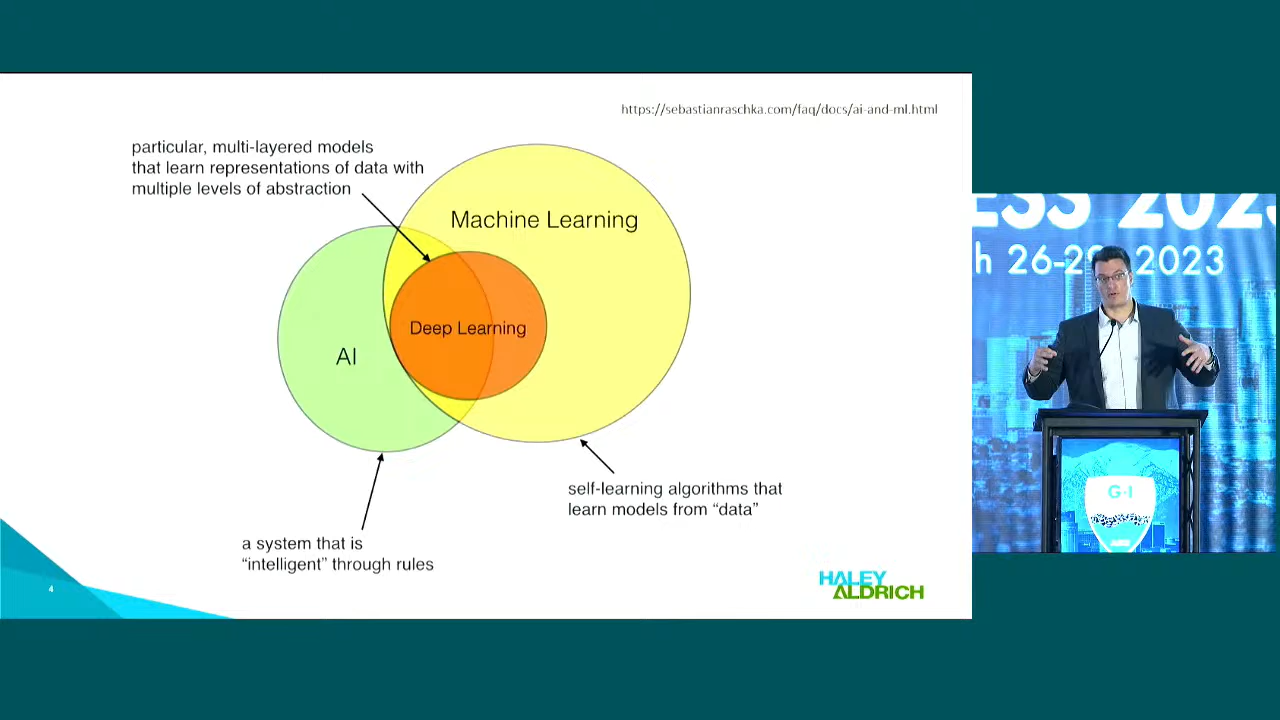 https://sebastianraschka.com/faq/docs/ai-and-ml.html
particular, multi-layered models
that learn representations of data with
multiple levels of abstraction
Machine Learning
Deep Learning
AI
self-learning algorithms that
learn models from “data”
a system that is
“intelligent” through rules
4
HALEY
ALDRICH
ESS 2023
h 26-29, 2023
G·I